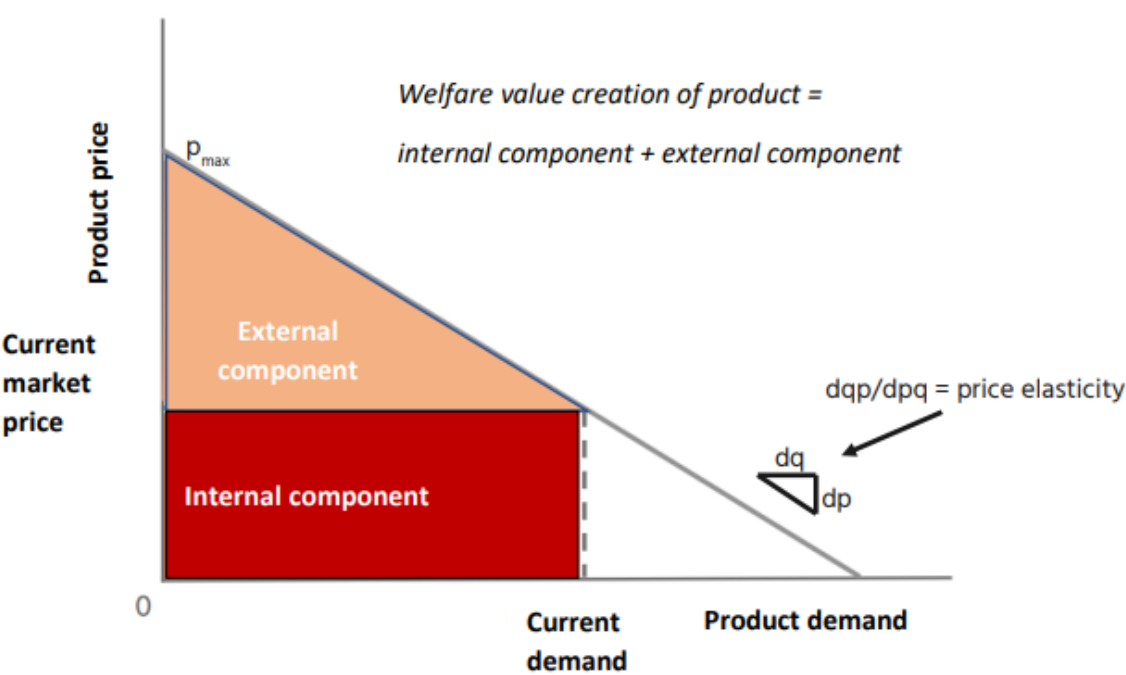 Welfare value creation of product =
internal component + external component
p max
Product price
External
component
Current
market
price
dqp/dpq = price elasticity
dq
dp
Internal component
0
Current
demand
Product demand